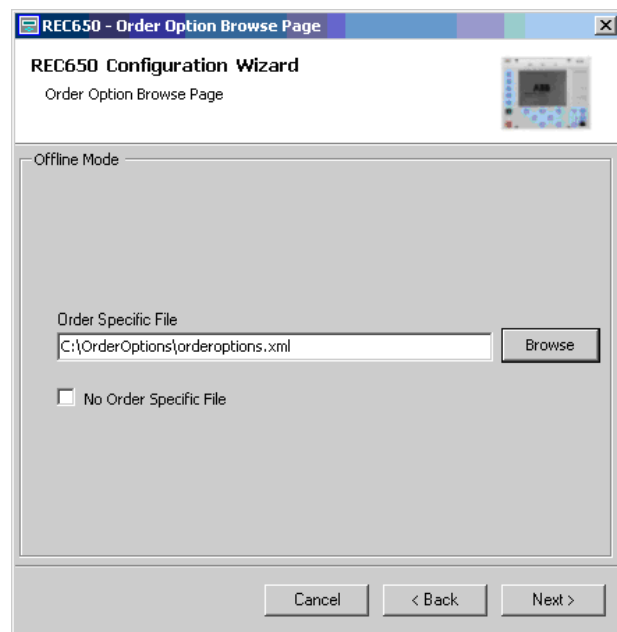 REC650 - Order Option Browse Page
REC650 Configuration Wizard
Order Option Browse Page
ABB
Offline Mode
Order Specific File
C:\OrderOptions\orderoptions.xml
Browse
No Order Specific File
Cancel
< Back
Next >